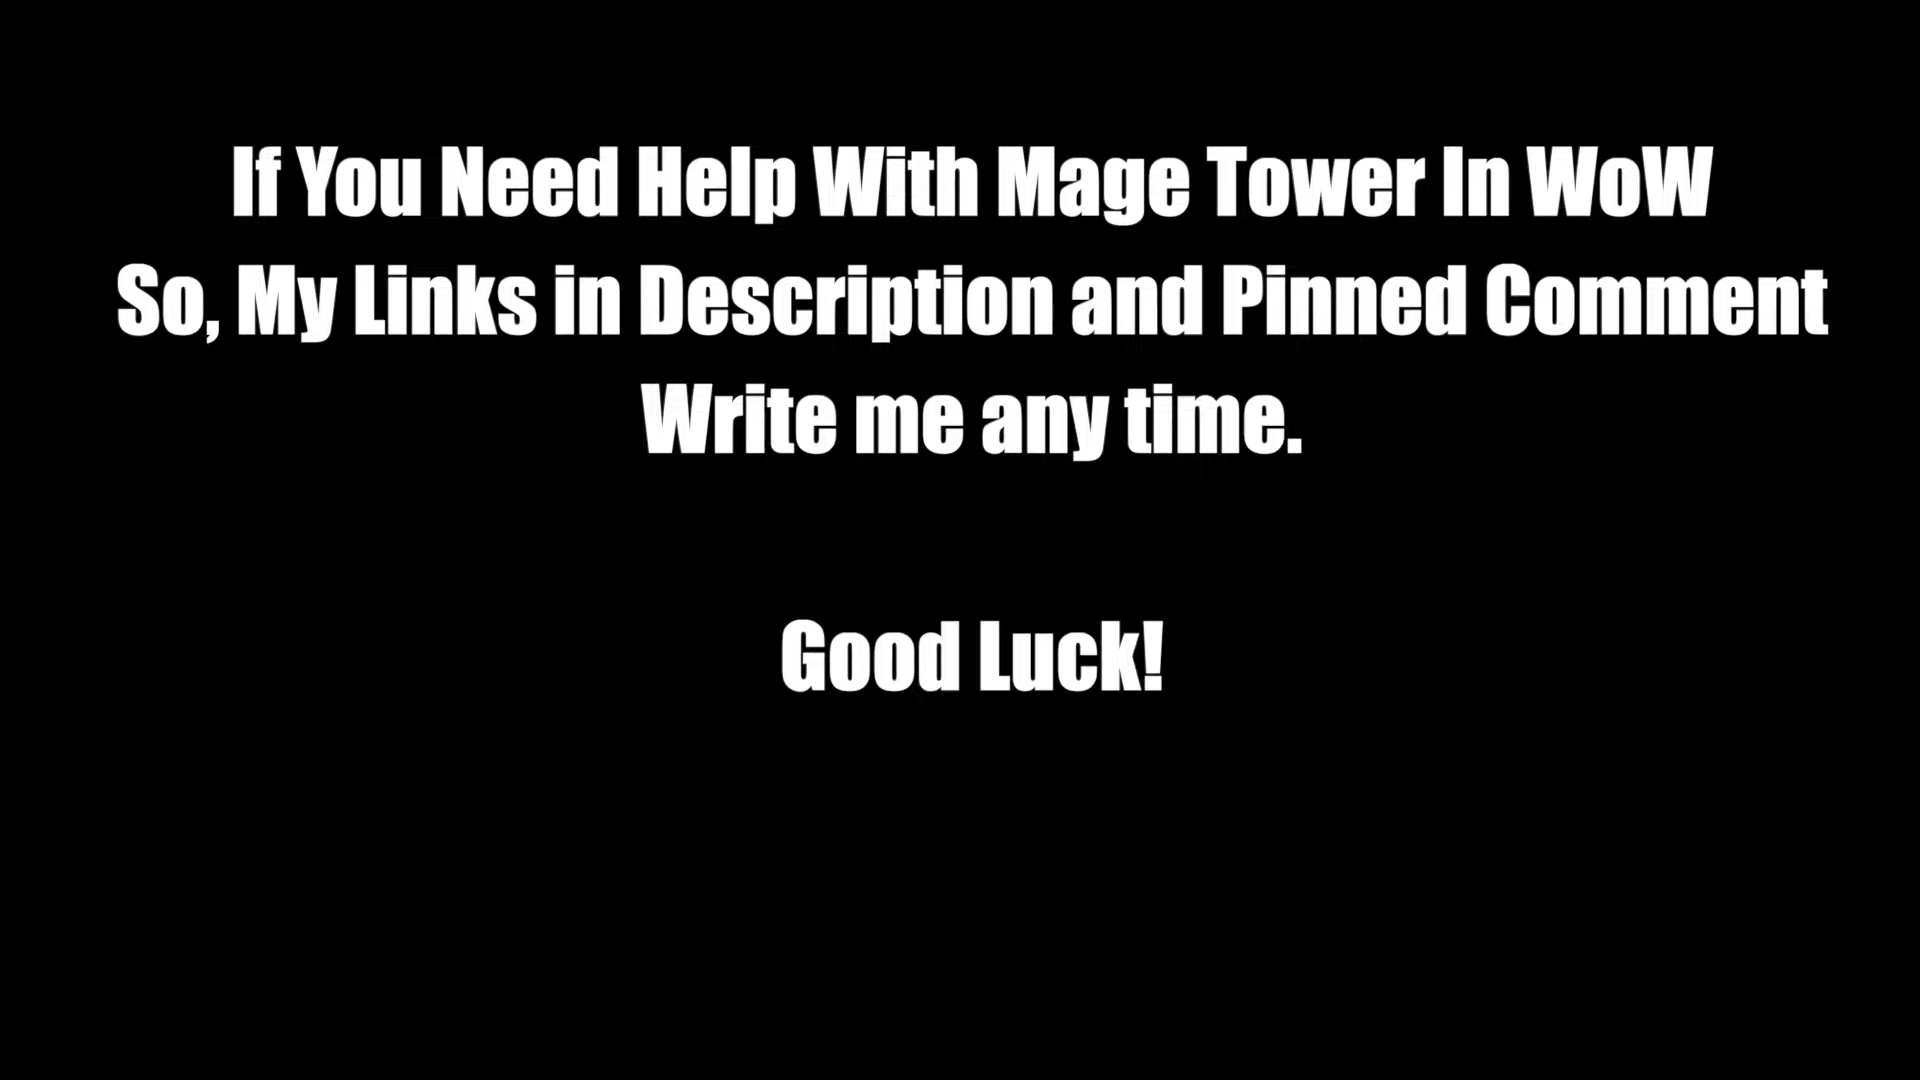 If You Need Help With Mage Tower In WoW
So, My Links in Description and Pinned Comment
Write me any time.
Good Luck!